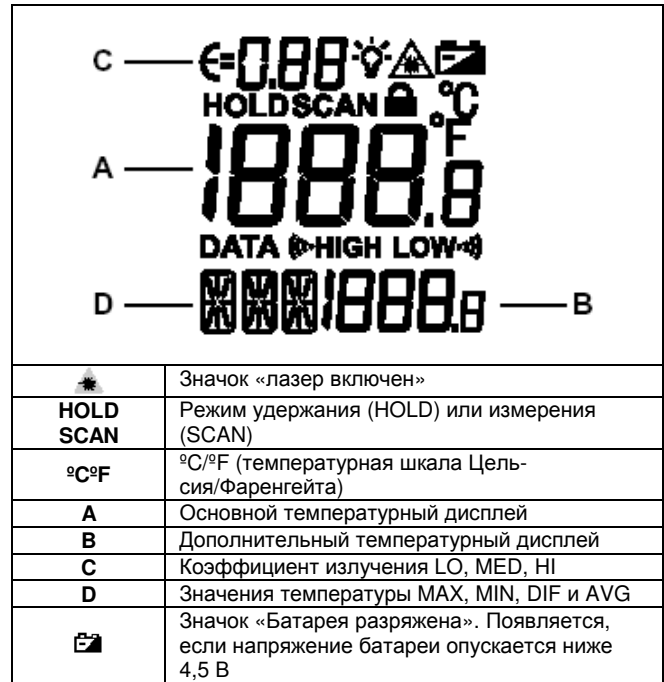 C
Є=0.88
HOLD SCAN °C
°F
A
1888.8
DATA HIGH LOW
D
1888.8
B
Значок «лазер включен»
HOLD
SCAN
Режим удержания (HOLD) или измерения
(SCAN)
ºCºF
ºC/ºF (температурная шкала Цель-
сия/Фаренгейта)
A
Основной температурный дисплей
B
Дополнительный температурный дисплей
C
Коэффициент излучения LO, MED, HI
D
Значения температуры MAX, MIN, DIF и AVG
Значок «Батарея разряжена». Появляется,
если напряжение батареи опускается ниже
4,5 В